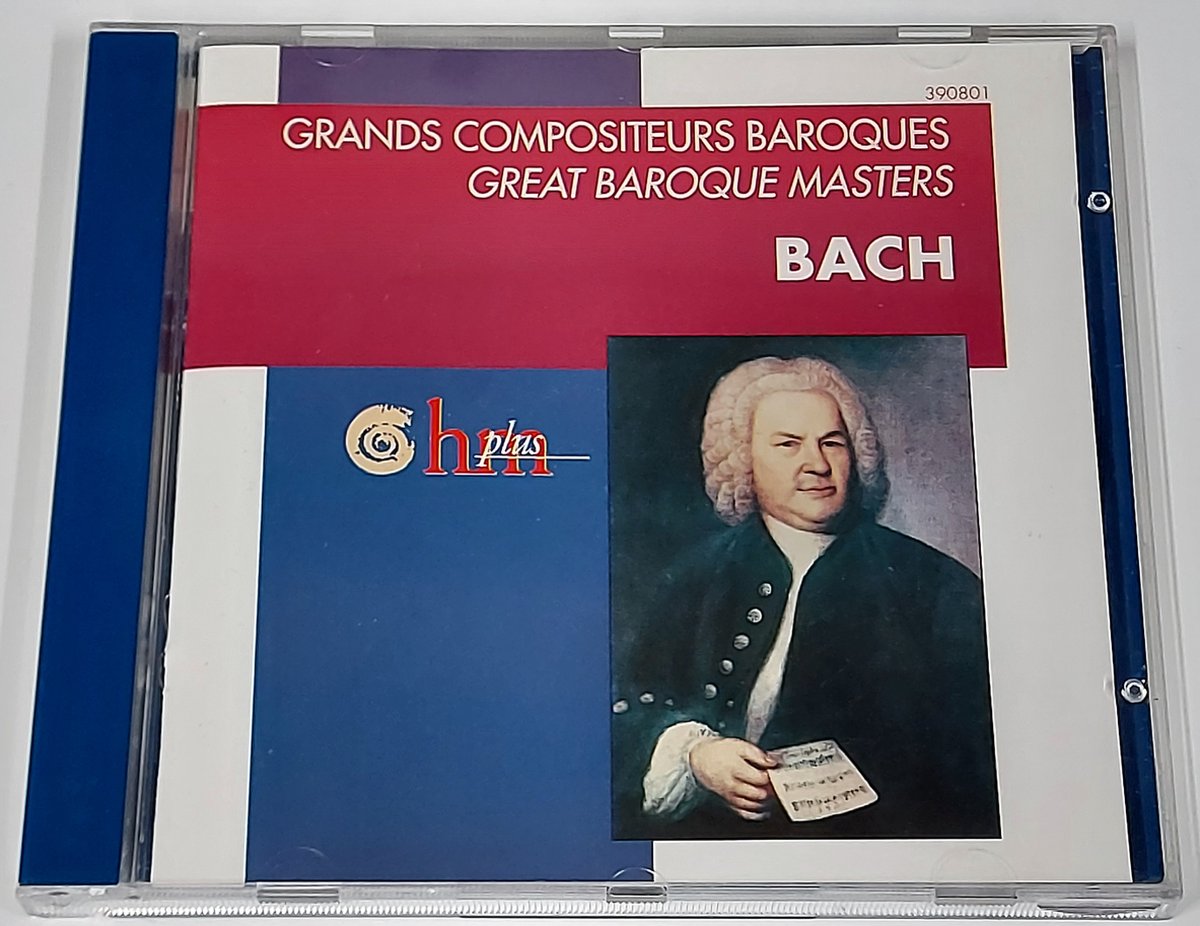 390801
GRANDS COMPOSITEURS BAROQUES
GREAT BAROQUE MASTERS
BACH
hm plus